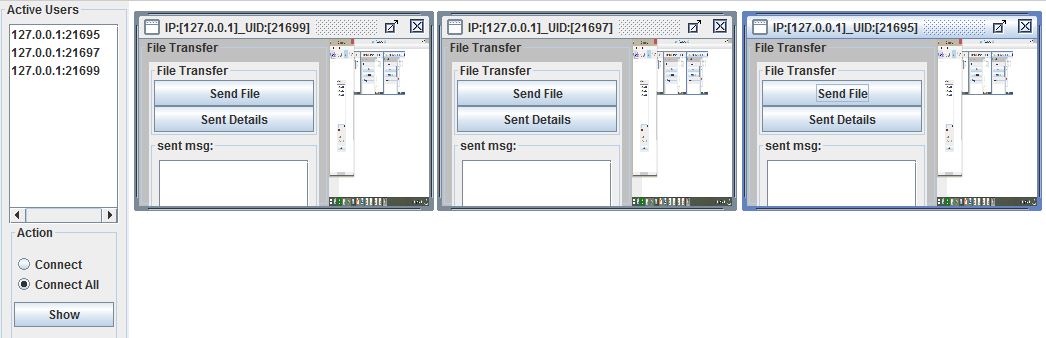 Active Users
127.0.0.1:21695
127.0.0.1:21697
127.0.0.1:21699
Action
Connect
Connect All
Show
IP:[127.0.0.1]_UID:[21699]
File Transfer
File Transfer
Send File
Sent Details
sent msg:
IP:[127.0.0.1]_UID:[21697]
File Transfer
File Transfer
Send File
Sent Details
sent msg:
IP:[127.0.0.1]_UID:[21695]
File Transfer
File Transfer
Send File
Sent Details
sent msg: